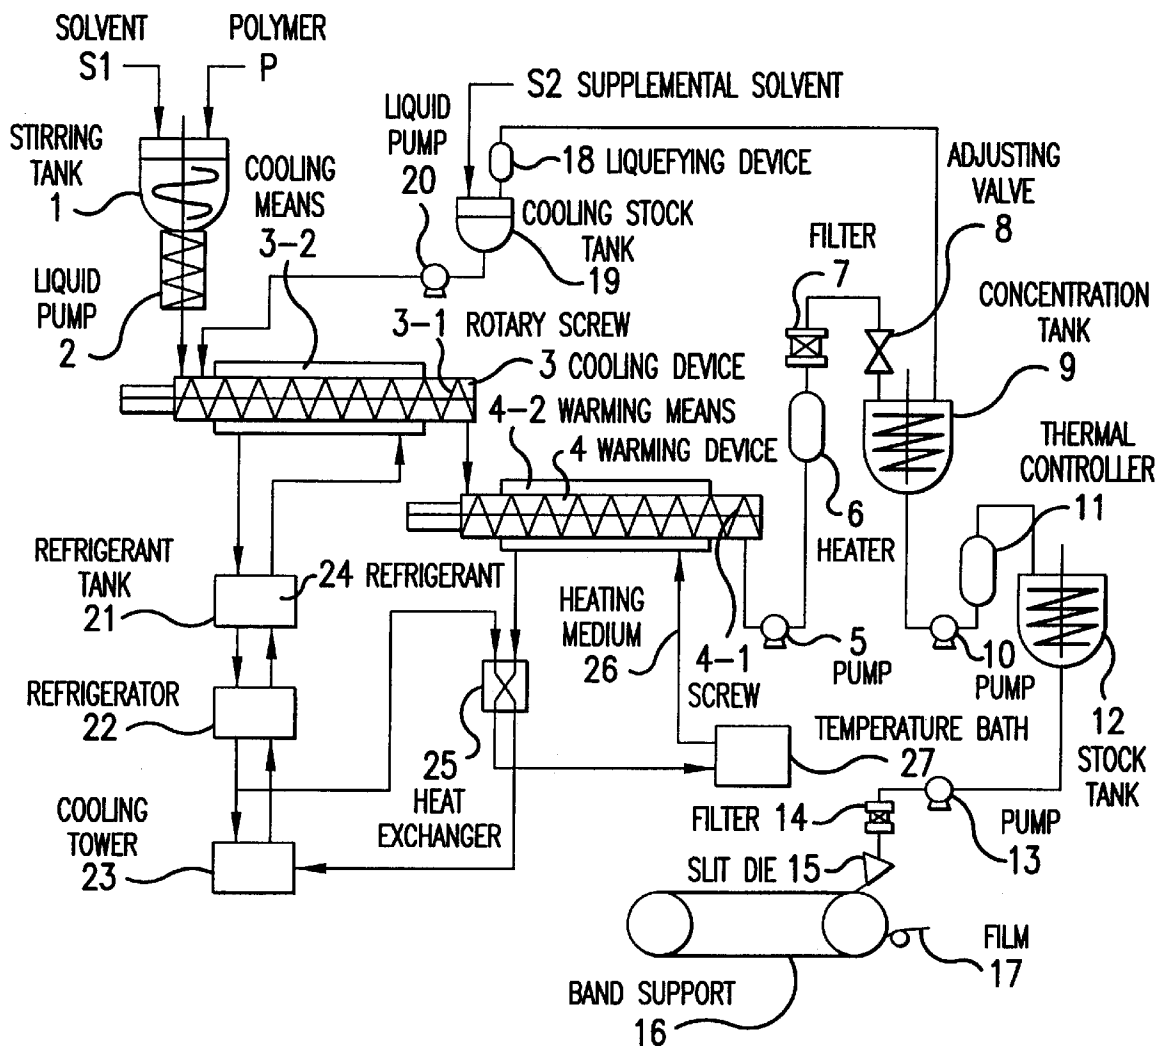 SOLVENT
S1
POLYMER
P
STIRRING
TANK
1
LIQUID
PUMP
2
COOLING
MEANS
3-2
LIQUID
PUMP
20
S2 SUPPLEMENTAL SOLVENT
18 LIQUEFYING DEVICE
COOLING STOCK
TANK
19
ADJUSTING
VALVE
8
FILTER
7
CONCENTRATION
TANK
9
3-1 ROTARY SCREW
3 COOLING DEVICE
4-2 WARMING MEANS
4 WARMING DEVICE
6
HEATER
THERMAL
CONTROLLER
11
REFRIGERANT
TANK
21
24 REFRIGERANT
HEATING
MEDIUM
26
4-1
SCREW
5
PUMP
10
PUMP
12
STOCK
TANK
REFRIGERATOR
22
25
HEAT
EXCHANGER
TEMPERATURE BATH
27
COOLING
TOWER
23
FILTER 14
PUMP
13
SLIT DIE 15
FILM
17
BAND SUPPORT
16